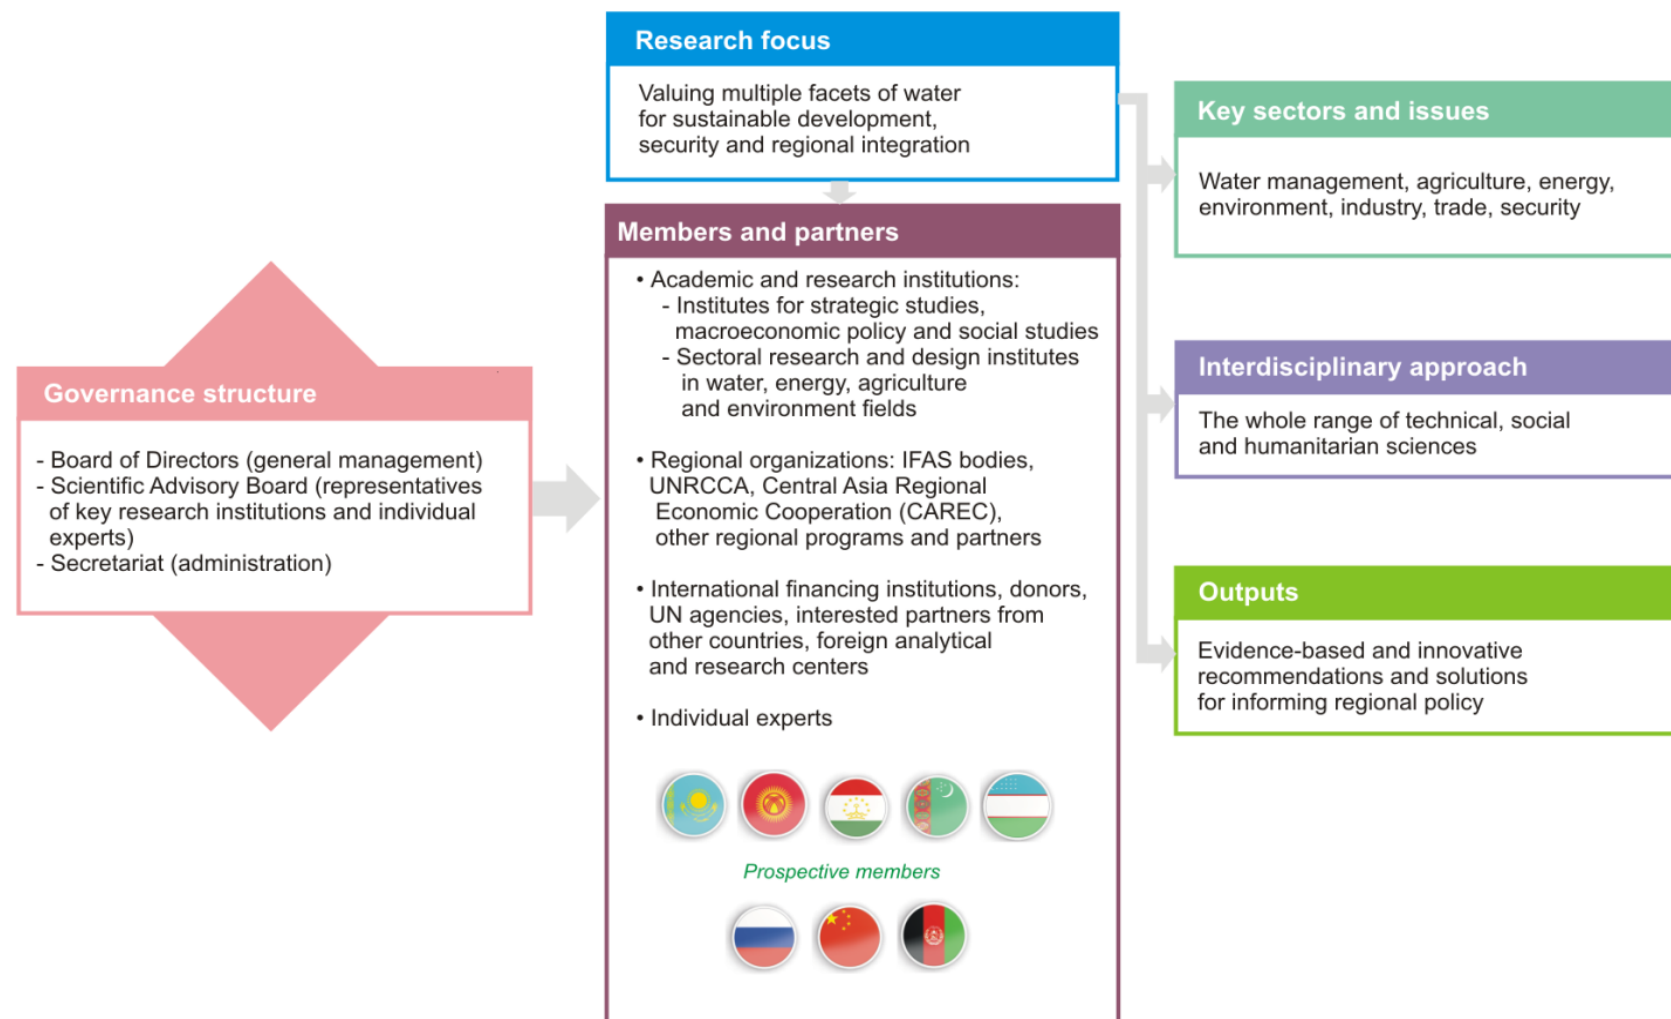 Research focus
Valuing multiple facets of water
for sustainable development,
security and regional integration
Key sectors and issues
Water management, agriculture, energy,
environment, industry, trade, security
Members and partners
• Academic and research institutions:
- Institutes for strategic studies,
macroeconomic policy and social studies
- Sectoral research and design institutes
in water, energy, agriculture
and environment fields
• Regional organizations: IFAS bodies,
UNRCCA, Central Asia Regional
Economic Cooperation (CAREC),
other regional programs and partners
• International financing institutions, donors,
UN agencies, interested partners from
other countries, foreign analytical
and research centers
• Individual experts
Prospective members
Governance structure
- Board of Directors (general management)
- Scientific Advisory Board (representatives
of key research institutions and individual
experts)
- Secretariat (administration)
Interdisciplinary approach
The whole range of technical, social
and humanitarian sciences
Outputs
Evidence-based and innovative
recommendations and solutions
for informing regional policy